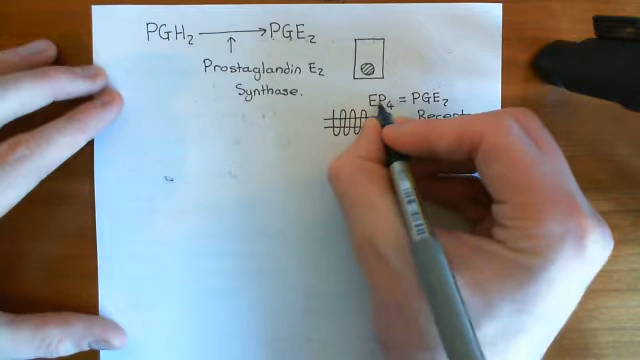 PGH₂ ⟶ PGE₂
↑
Prostaglandin E₂
Synthase.
EP₄ = PGE₂